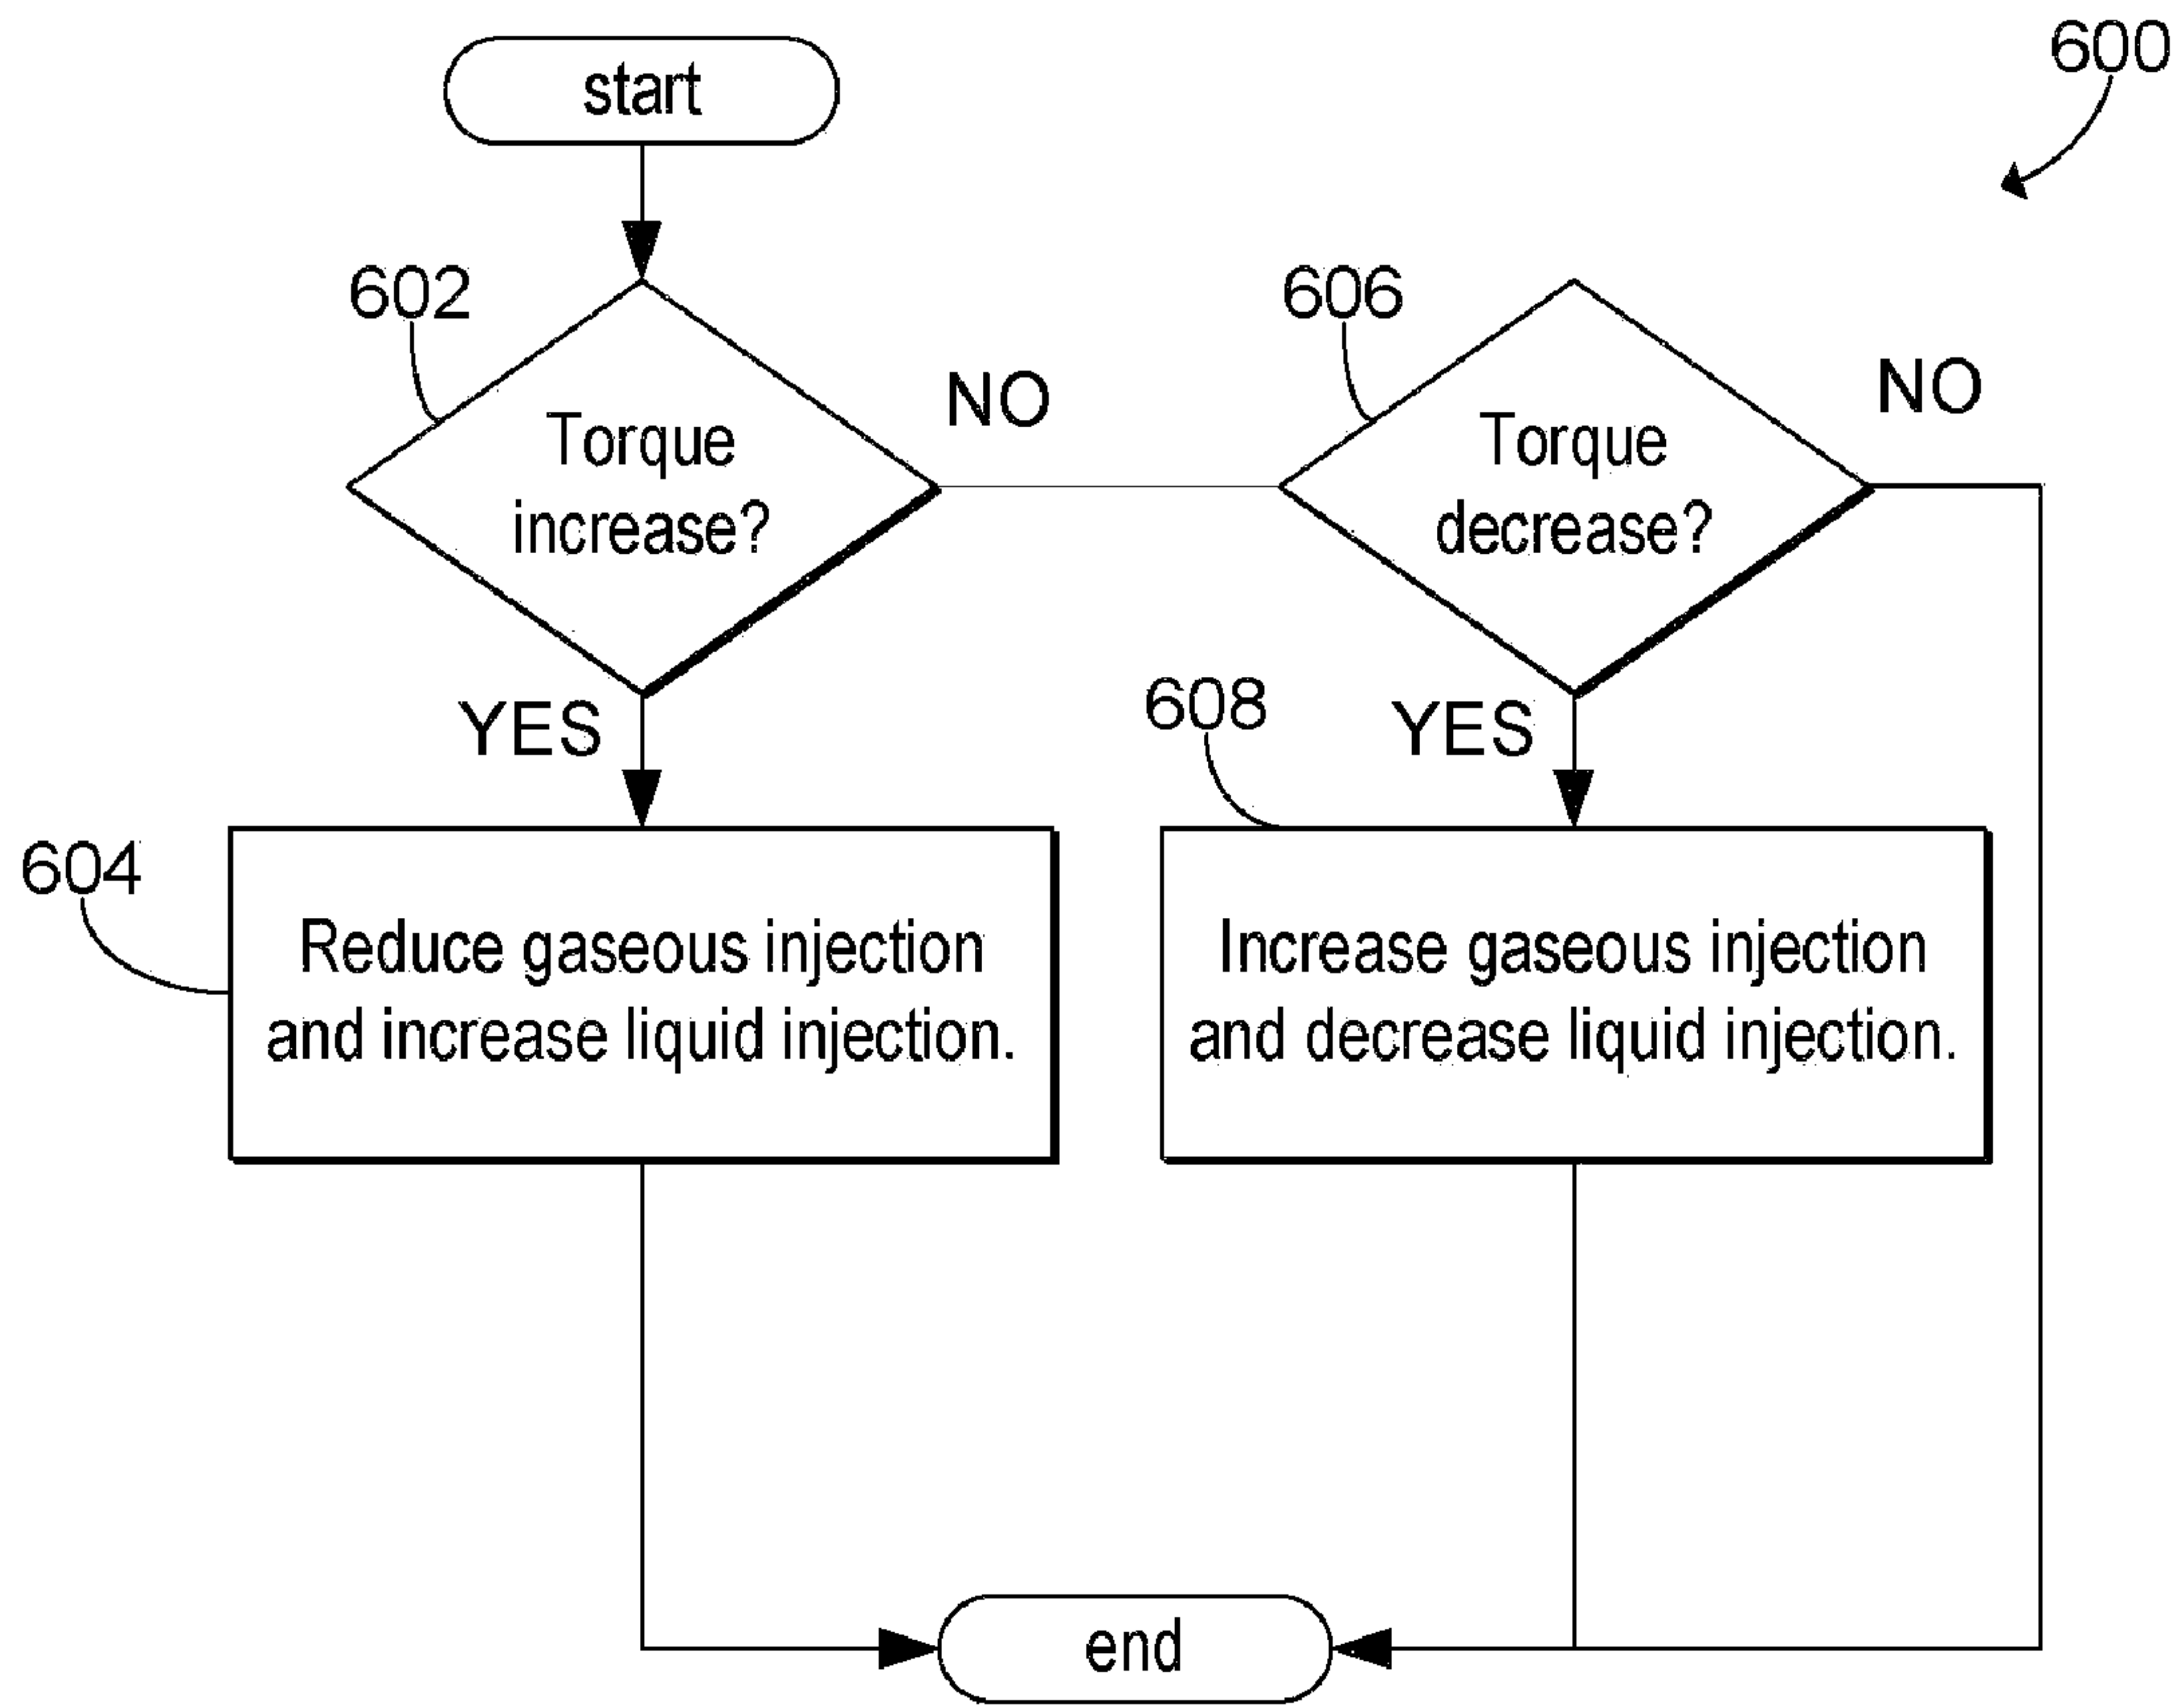 start
600
602
Torque
increase?
NO
606
Torque
decrease?
NO
YES
604
Reduce gaseous injection
and increase liquid injection.
YES
608
Increase gaseous injection
and decrease liquid injection.
end